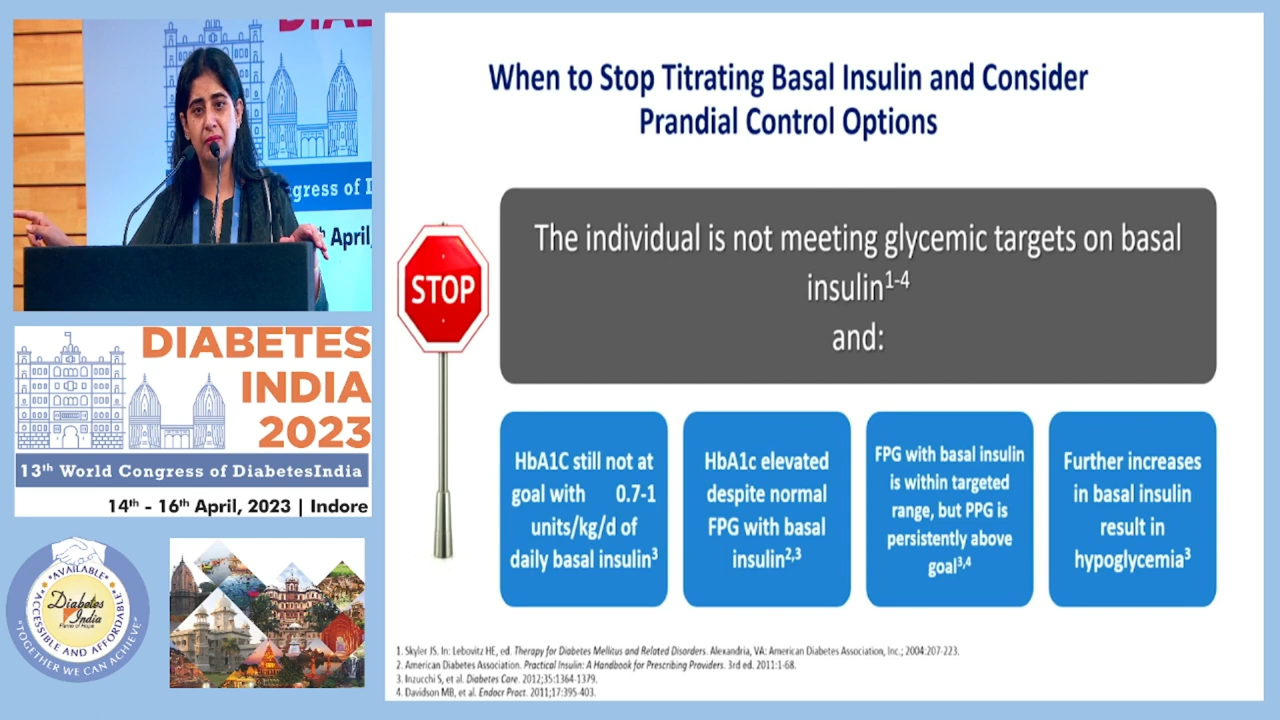 DIA
gress of I
April,
DIABETES
INDIA
2023
13th World Congress of DiabetesIndia
14th - 16th April, 2023 | Indore
"AVAILABLE"
"ACCESSIBLE AND AFFORDABLE"
Diabetes
India
"TOGETHER WE CAN ACHIEVE"
When to Stop Titrating Basal Insulin and Consider
Prandial Control Options
STOP
The individual is not meeting glycemic targets on basal
insulin1-4
and:
HbA1C still not at
goal with 0.7-1
units/kg/d of
daily basal insulin3
HbA1c elevated
despite normal
FPG with basal
insulin2,3
FPG with basal insulin
is within targeted
range, but PPG is
persistently above
goal3,4
Further increases
in basal insulin
result in
hypoglycemia3
1. Skyler JS. In: Lebovitz HE, ed. Therapy for Diabetes Mellitus and Related Disorders. Alexandria, VA: American Diabetes Association, Inc.; 2004:207-223.
2. American Diabetes Association. Practical Insulin: A Handbook for Prescribing Providers. 3rd ed. 2011:1-68.
3. Inzucchi S, et al. Diabetes Care. 2012;35:1364-1379.
4. Davidson MB, et al. Endocr Pract. 2011;17:395-403.